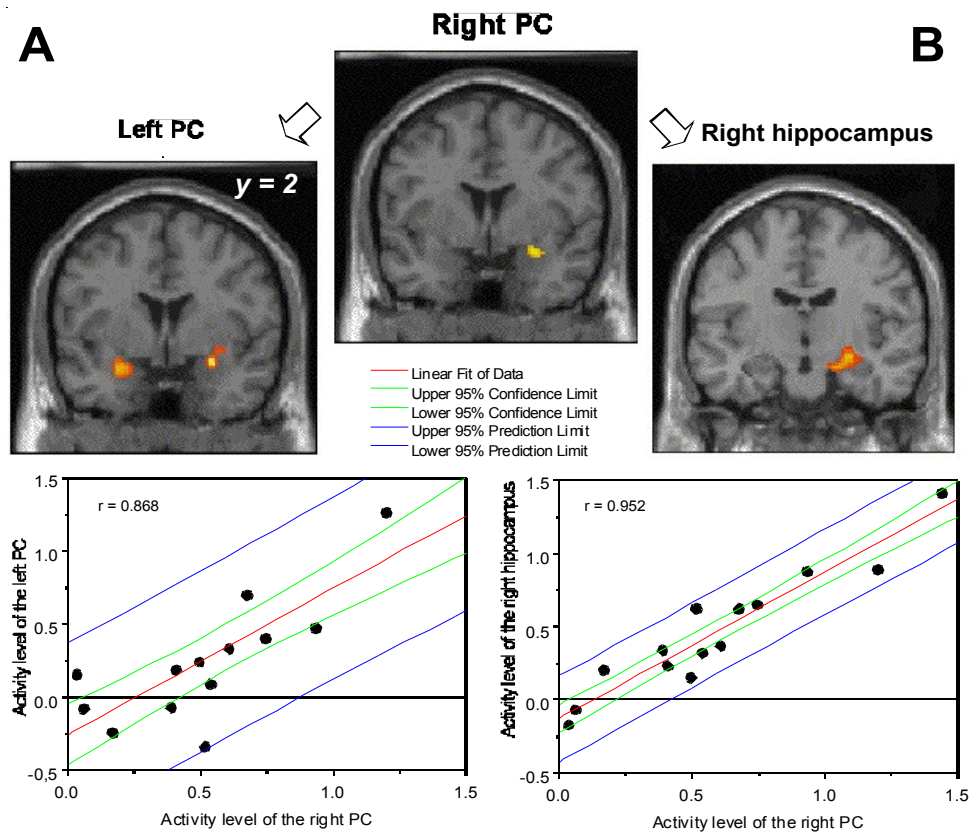 A
Right PC
B
Left PC
Right hippocampus
y = 2
Linear Fit of Data
Upper 95% Confidence Limit
Lower 95% Confidence Limit
Upper 95% Prediction Limit
Lower 95% Prediction Limit
1.5
r = 0.868
1.0
0.5
0.0
-0,5
Activity level of the left PC
0.0 0.5 1.0 1.5
Activity level of the right PC
1.5
r = 0.952
1.0
0.5
0.0
-0.5
Activity level of the right hippocampus
0.0 0.5 1.0 1.5
Activity level of the right PC